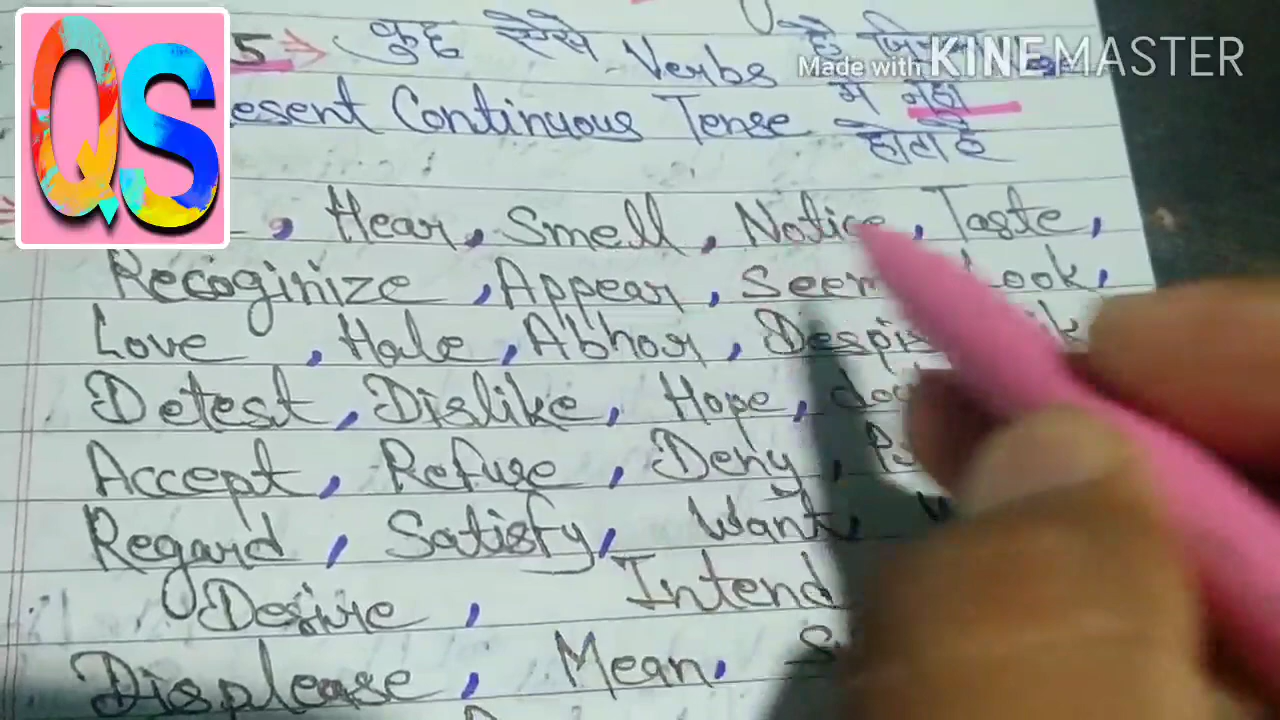 QS
Made with KINEMASTER
5 → कुछ ऐसे Verbs है
esent Continuous Tense में नहीं
होता है
, Hear, Smell, Notice, Taste,
Recoginize, Appear, Seem Look,
Love, Hate, Abhor,
Detest, Dislike, Hope,
Accept, Refuse, Deny,
Regard, Satisfy, Want,
Desire, Intend
Displease, Mean,